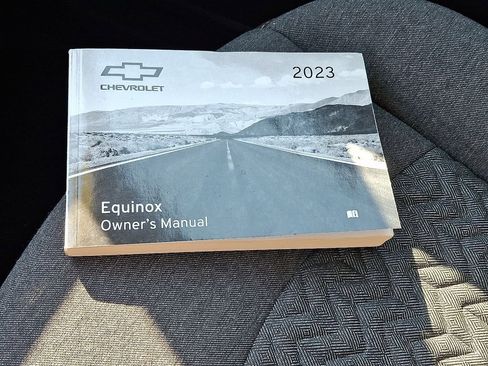 2023
CHEVROLET
Equinox
Owner's Manual